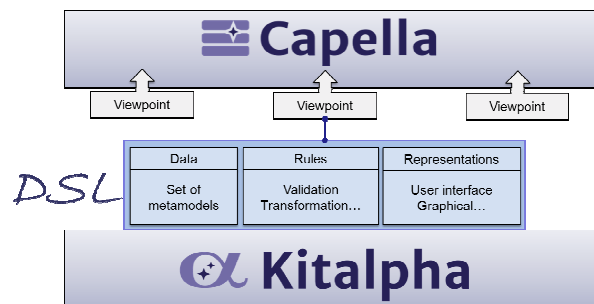 Capella
Viewpoint
Viewpoint
Viewpoint
DSL
Data
Set of
metamodels
Rules
Validation
Transformation...
Representations
User interface
Graphical...
Kitalpha